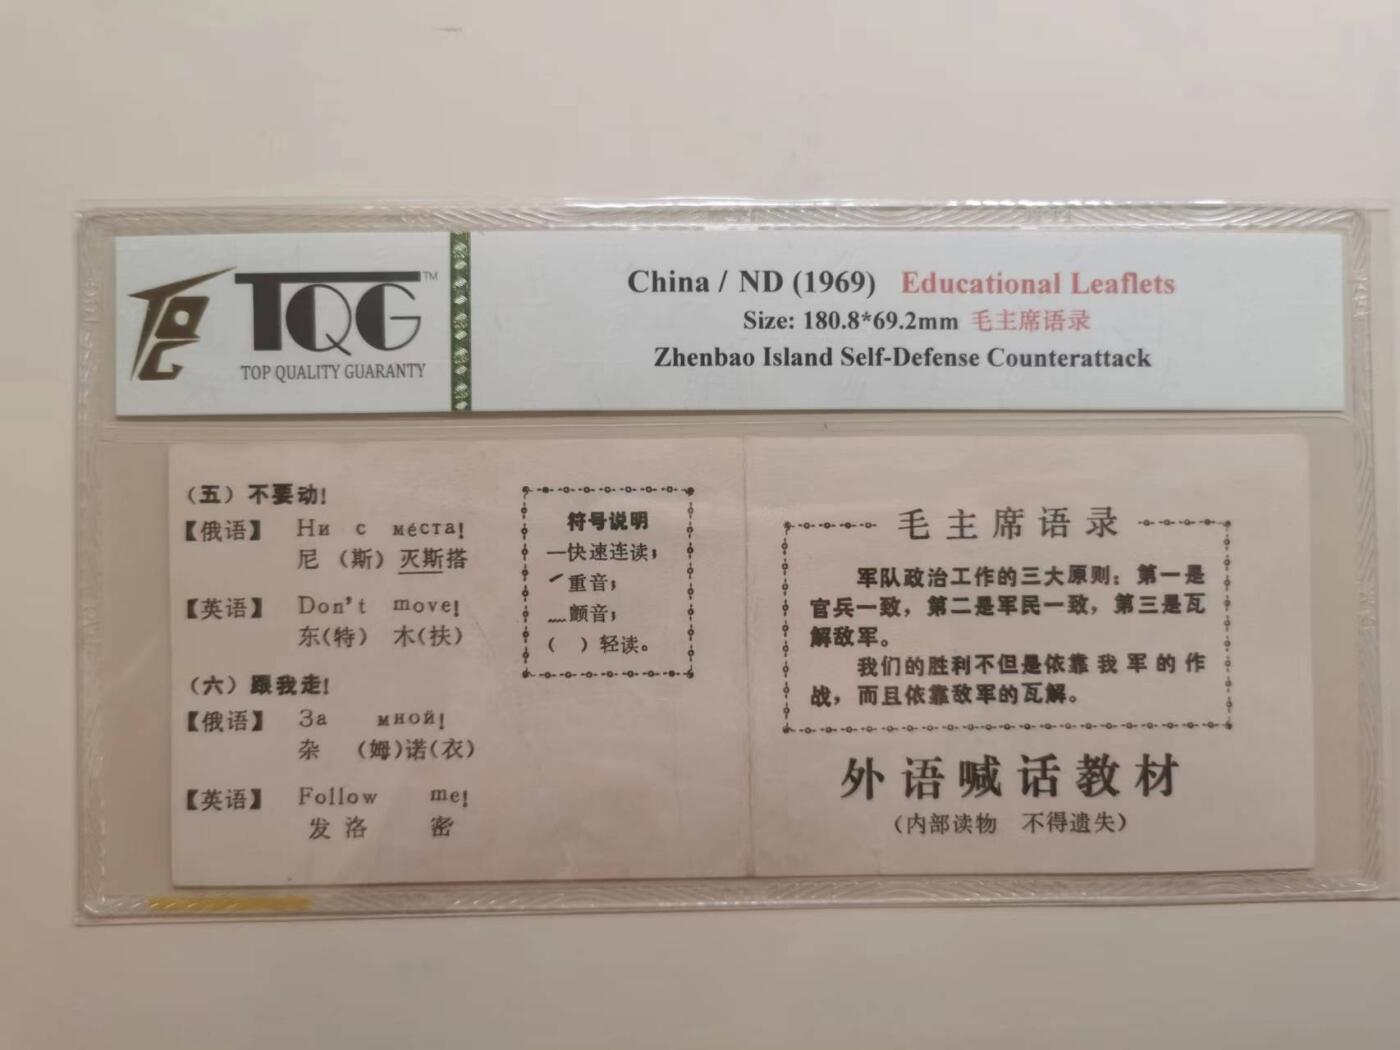 TQG™
TOP QUALITY GUARANTY
China / ND (1969) Educational Leaflets
Size: 180.8*69.2mm 毛主席语录
Zhenbao Island Self-Defense Counterattack
（五）不要动！
【俄语】 Ни с мéста!
尼 （斯） 灭斯搭
【英语】 Don't move!
东(特) 木(扶)
（六）跟我走！
【俄语】 За мной!
杂 (姆)诺(衣)
【英语】 Follow me!
发 洛 密
符号说明
—快速连读；
重音；
﹏颤音；
（ ）轻读。
毛主席语录
军队政治工作的三大原则：第一是
官兵一致，第二是军民一致，第三是瓦
解敌军。
我们的胜利不但是依靠我军的作
战，而且依靠敌军的瓦解。
外语喊话教材
（内部读物 不得遗失）